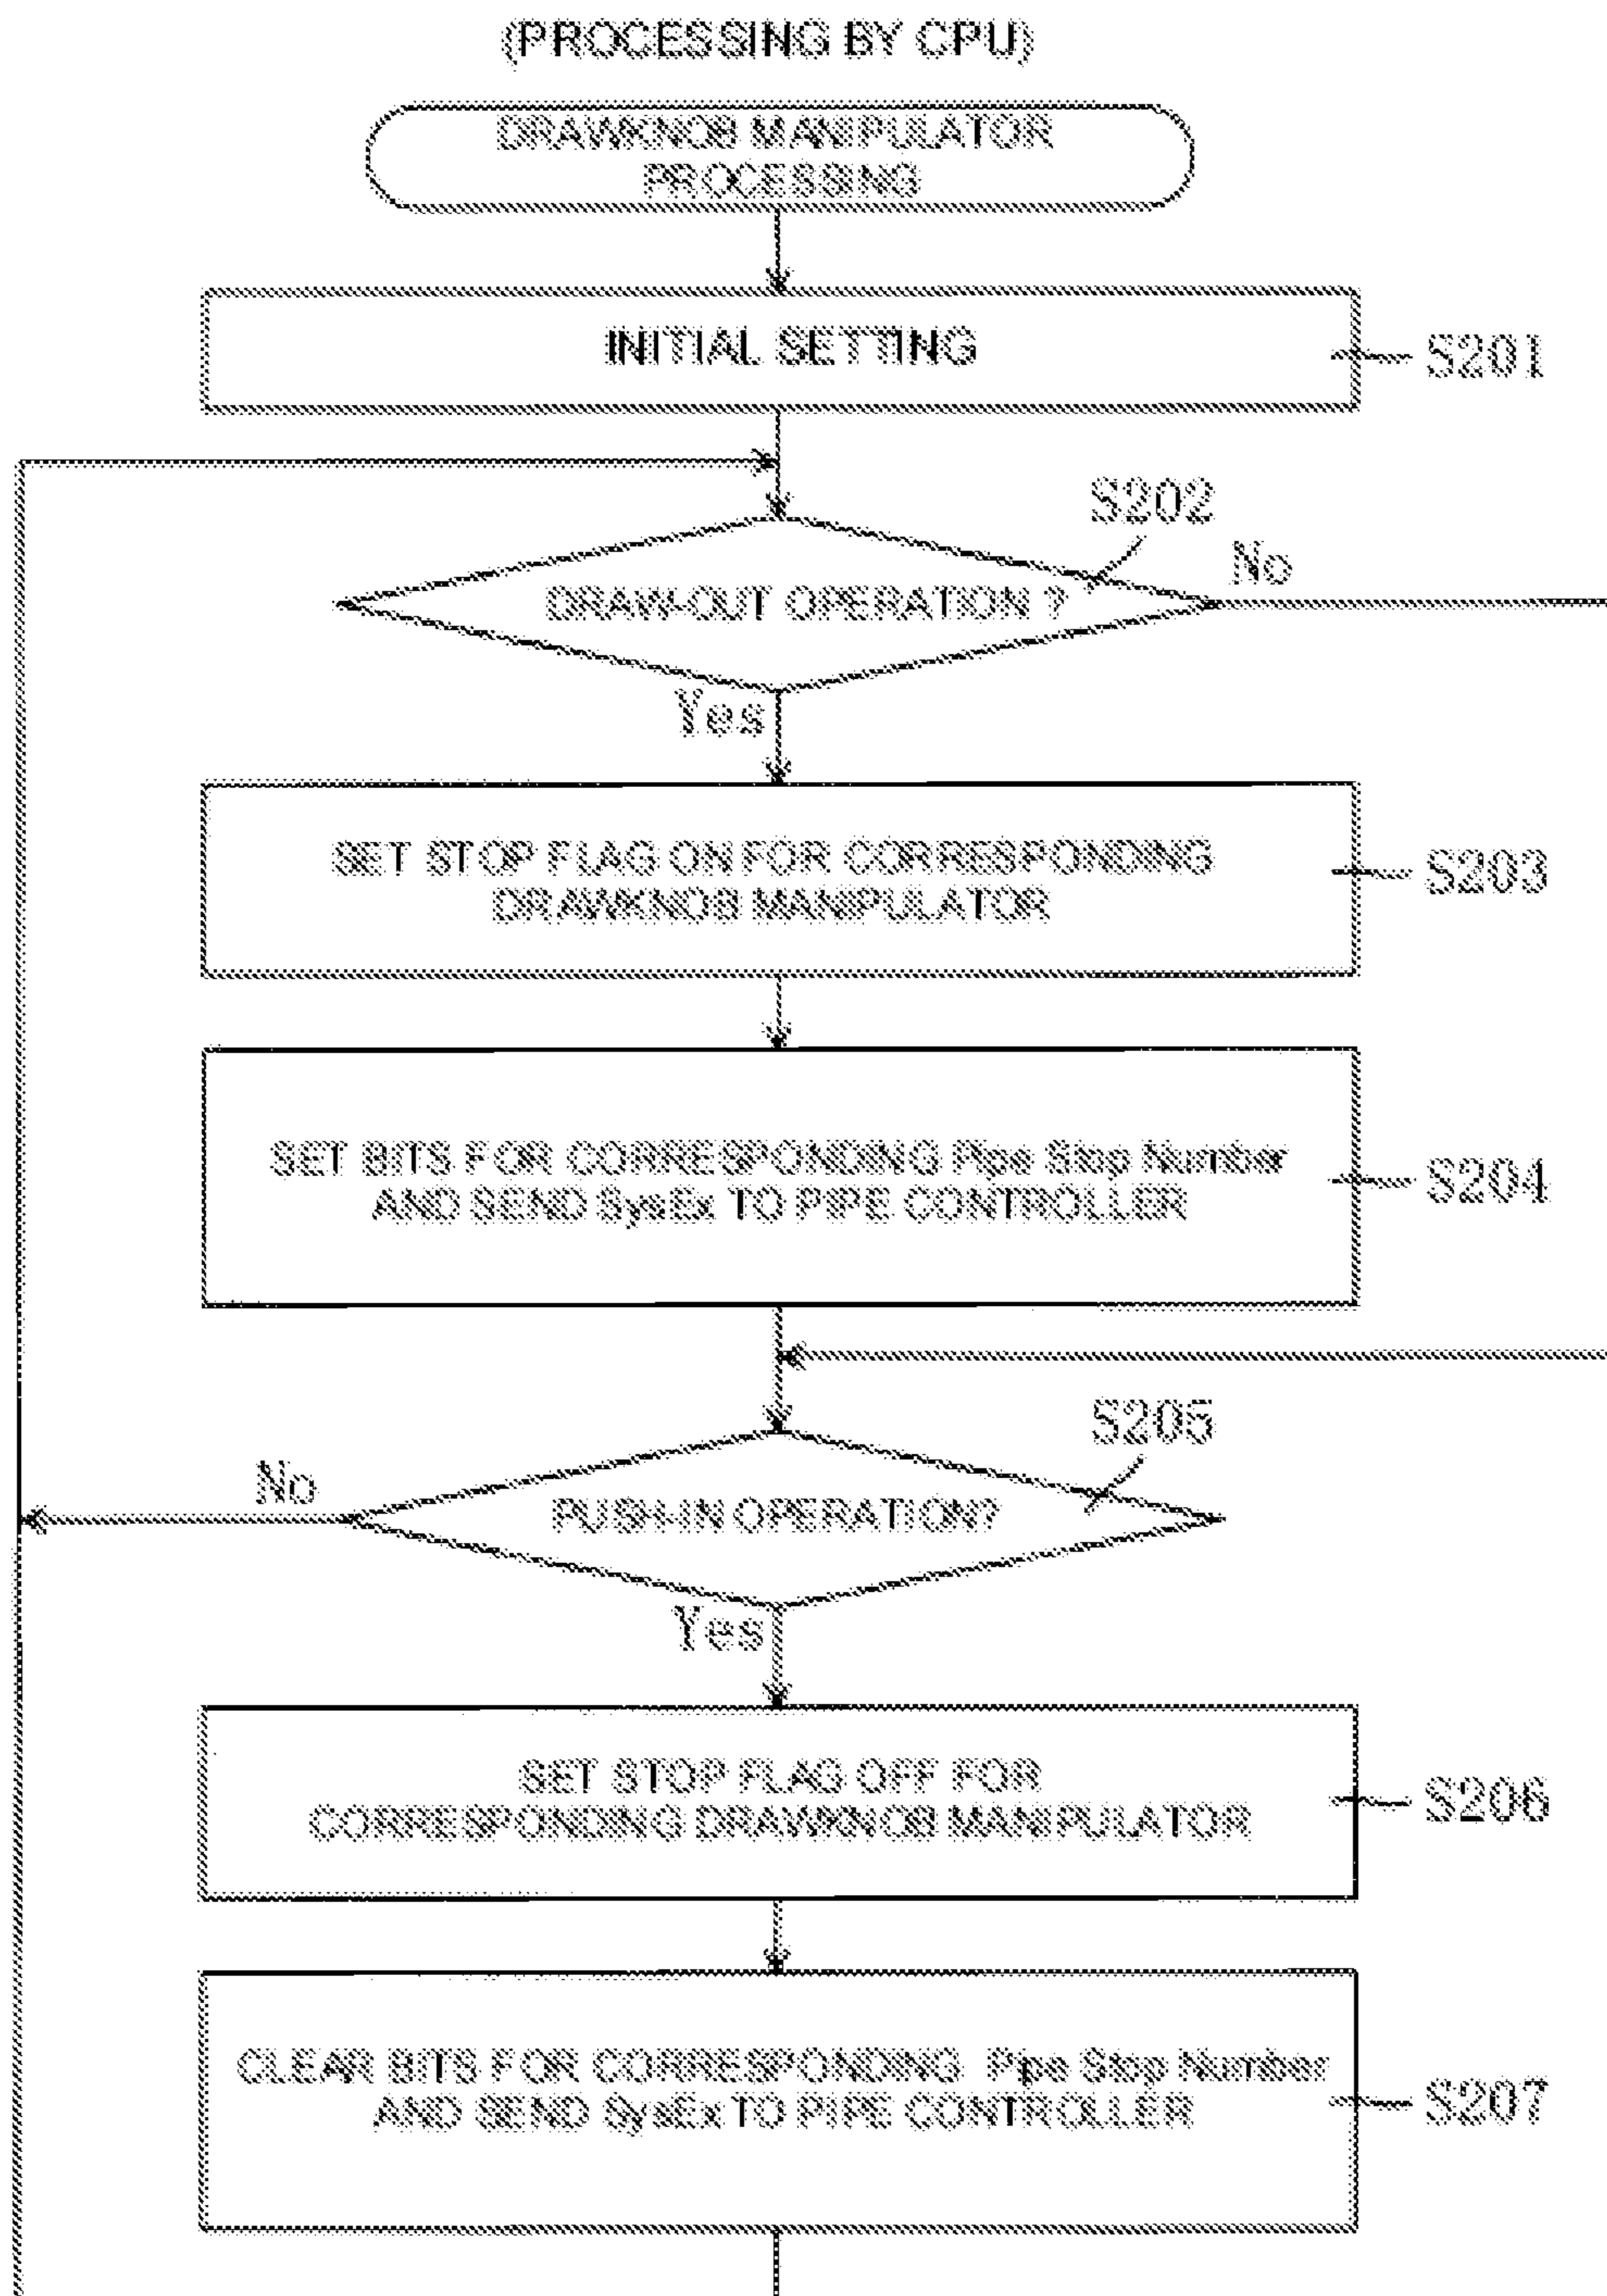 (PROCESSING BY CPU)
DRAWKNOB MANIPULATOR
PROCESSING
INITIAL SETTING
S201
S202
No
DRAW-OUT OPERATION ?
Yes
SET STOP FLAG ON FOR CORRESPONDING
DRAWKNOB MANIPULATOR
S203
SET BITS FOR CORRESPONDING Pipe Stop Number
AND SEND SysEx TO PIPE CONTROLLER
S204
S205
No
PUSH-IN OPERATION?
Yes
SET STOP FLAG OFF FOR
CORRESPONDING DRAWKNOB MANIPULATOR
S206
CLEAR BITS FOR CORRESPONDING Pipe Stop Number
AND SEND SysEx TO PIPE CONTROLLER
S207